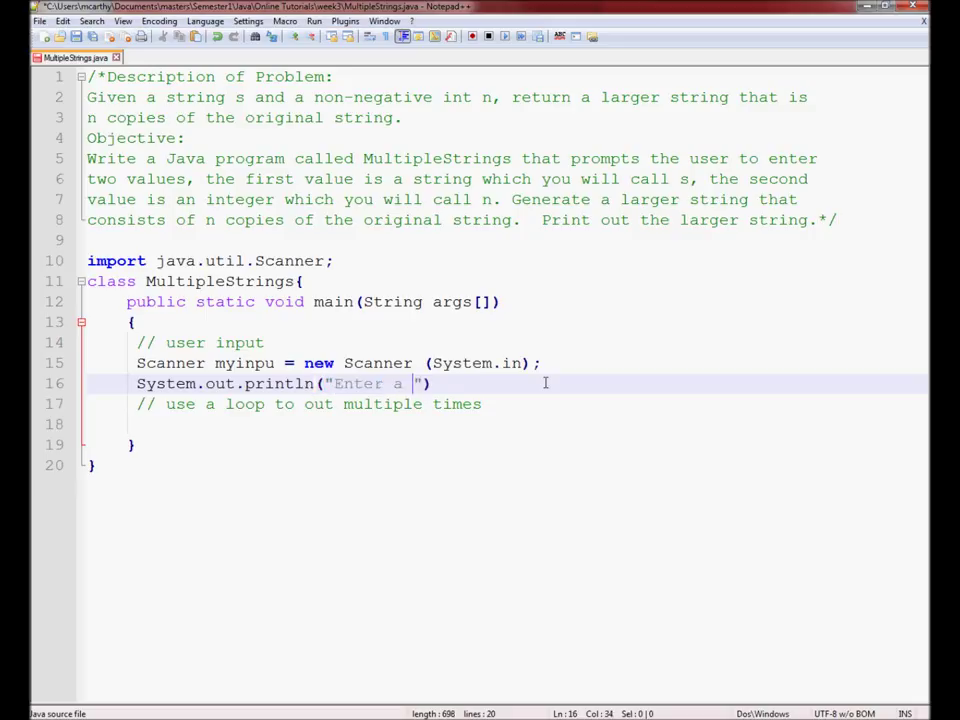 *C:\Users\mcarthy\Documents\masters\Semester1\Java\Online Tutorials\week3\MultipleStrings.java - Notepad++
File Edit Search View Encoding Language Settings Macro Run Plugins Window ? X
MultipleStrings.java
1 /*Description of Problem:
2 Given a string s and a non-negative int n, return a larger string that is
3 n copies of the original string.
4 Objective:
5 Write a Java program called MultipleStrings that prompts the user to enter
6 two values, the first value is a string which you will call s, the second
7 value is an integer which you will call n. Generate a larger string that
8 consists of n copies of the original string.  Print out the larger string.*/
9
10 import java.util.Scanner;
11 class MultipleStrings{
12 public static void main(String args[])
13 {
14 // user input
15 Scanner myinpu = new Scanner (System.in);
16 System.out.println("Enter a ")
17 // use a loop to out multiple times
18
19 }
20 }
Java source file length : 698 lines : 20 Ln : 16 Col : 34 Sel : 0 | 0 Dos\Windows UTF-8 w/o BOM INS